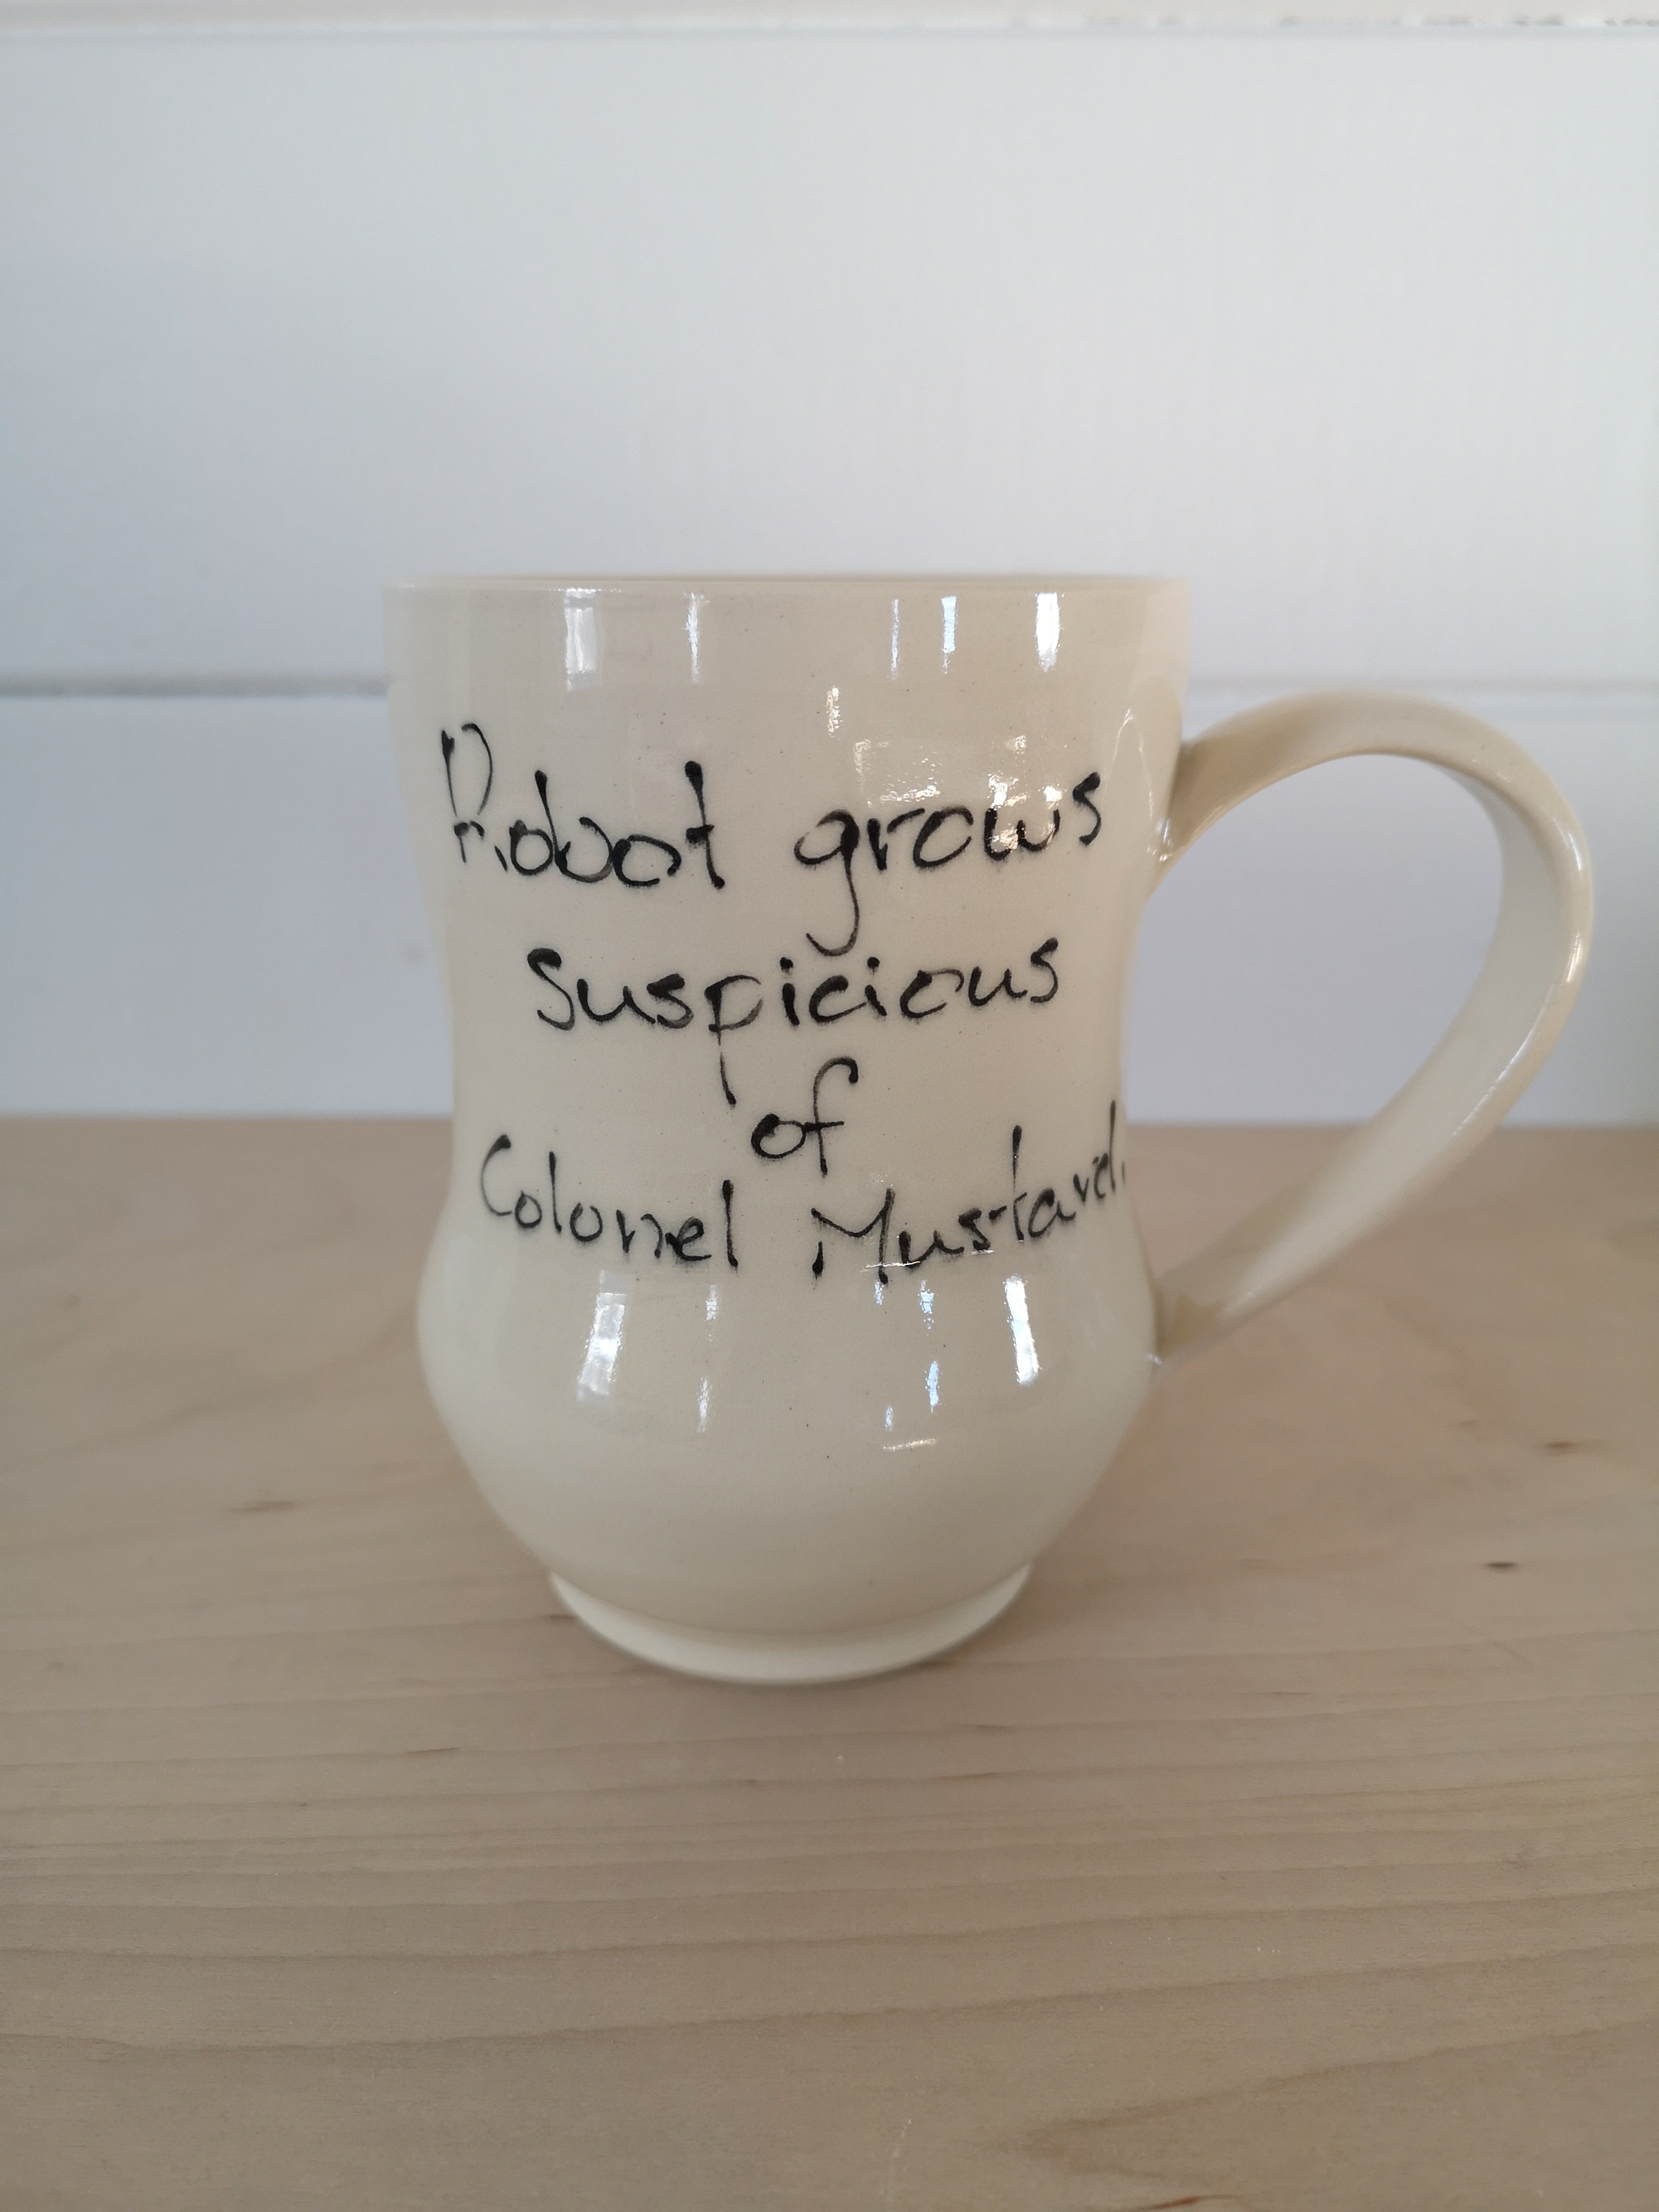 Robot grows
suspicious
of
Colonel Mustard.